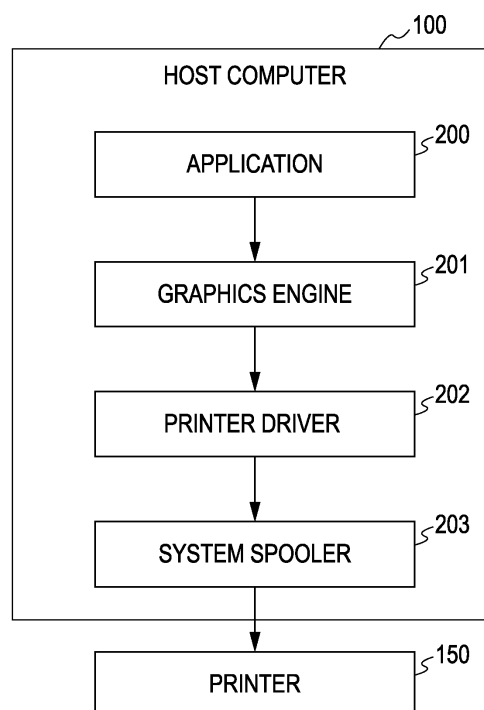 100
HOST COMPUTER
200
APPLICATION
201
GRAPHICS ENGINE
202
PRINTER DRIVER
203
SYSTEM SPOOLER
150
PRINTER